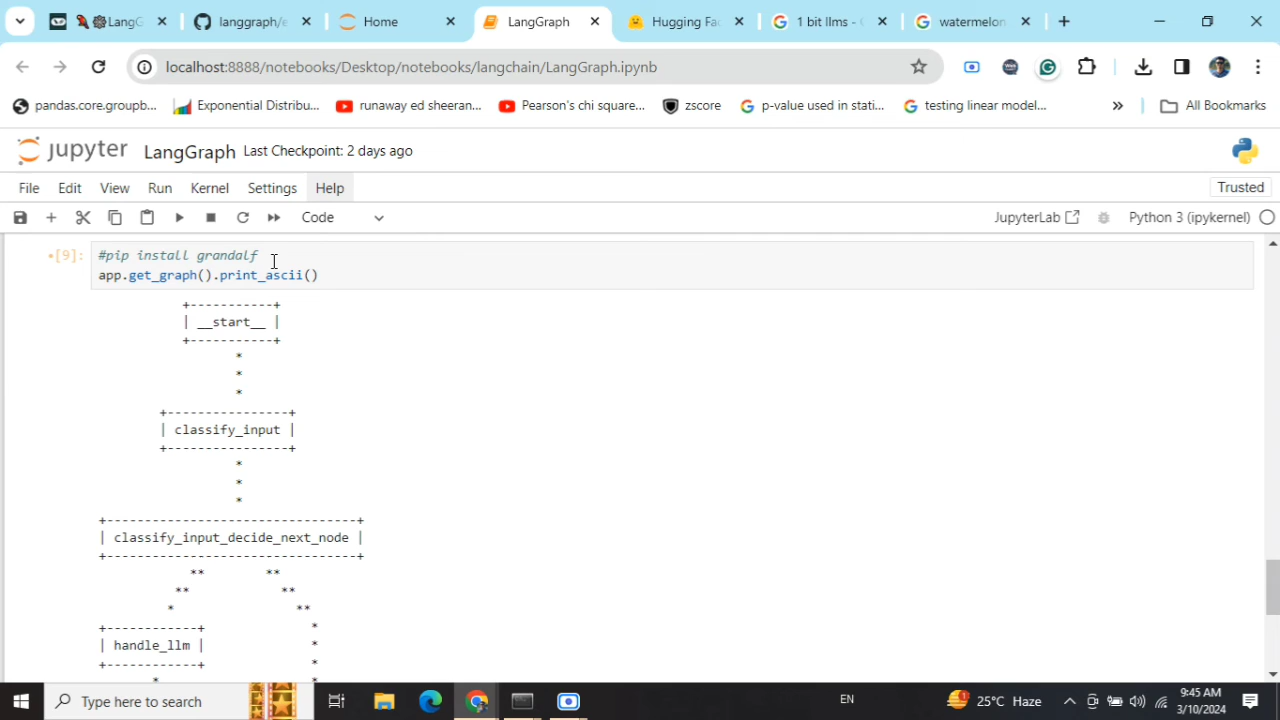 LangG
langgraph/e
Home
LangGraph
Hugging Fac
1 bit llms - G
watermelon
localhost:8888/notebooks/Desktop/notebooks/langchain/LangGraph.ipynb
pandas.core.groupb...
Exponential Distribu...
runaway ed sheeran...
Pearson's chi square...
zscore
p-value used in stati...
testing linear model...
»
All Bookmarks
jupyter LangGraph Last Checkpoint: 2 days ago
File Edit View Run Kernel Settings Help
Trusted
Code
JupyterLab
Python 3 (ipykernel)
[9]:
#pip install grandalf
app.get_graph().print_ascii()
+-----------+
| __start__ |
+-----------+
*
*
*
+----------------+
| classify_input |
+----------------+
*
*
*
+--------------------------------+
| classify_input_decide_next_node |
+--------------------------------+
** **
** **
* **
+------------+ *
| handle_llm | *
+------------+ *
* *
Type here to search
EN
1
25°C Haze
9:45 AM
3/10/2024